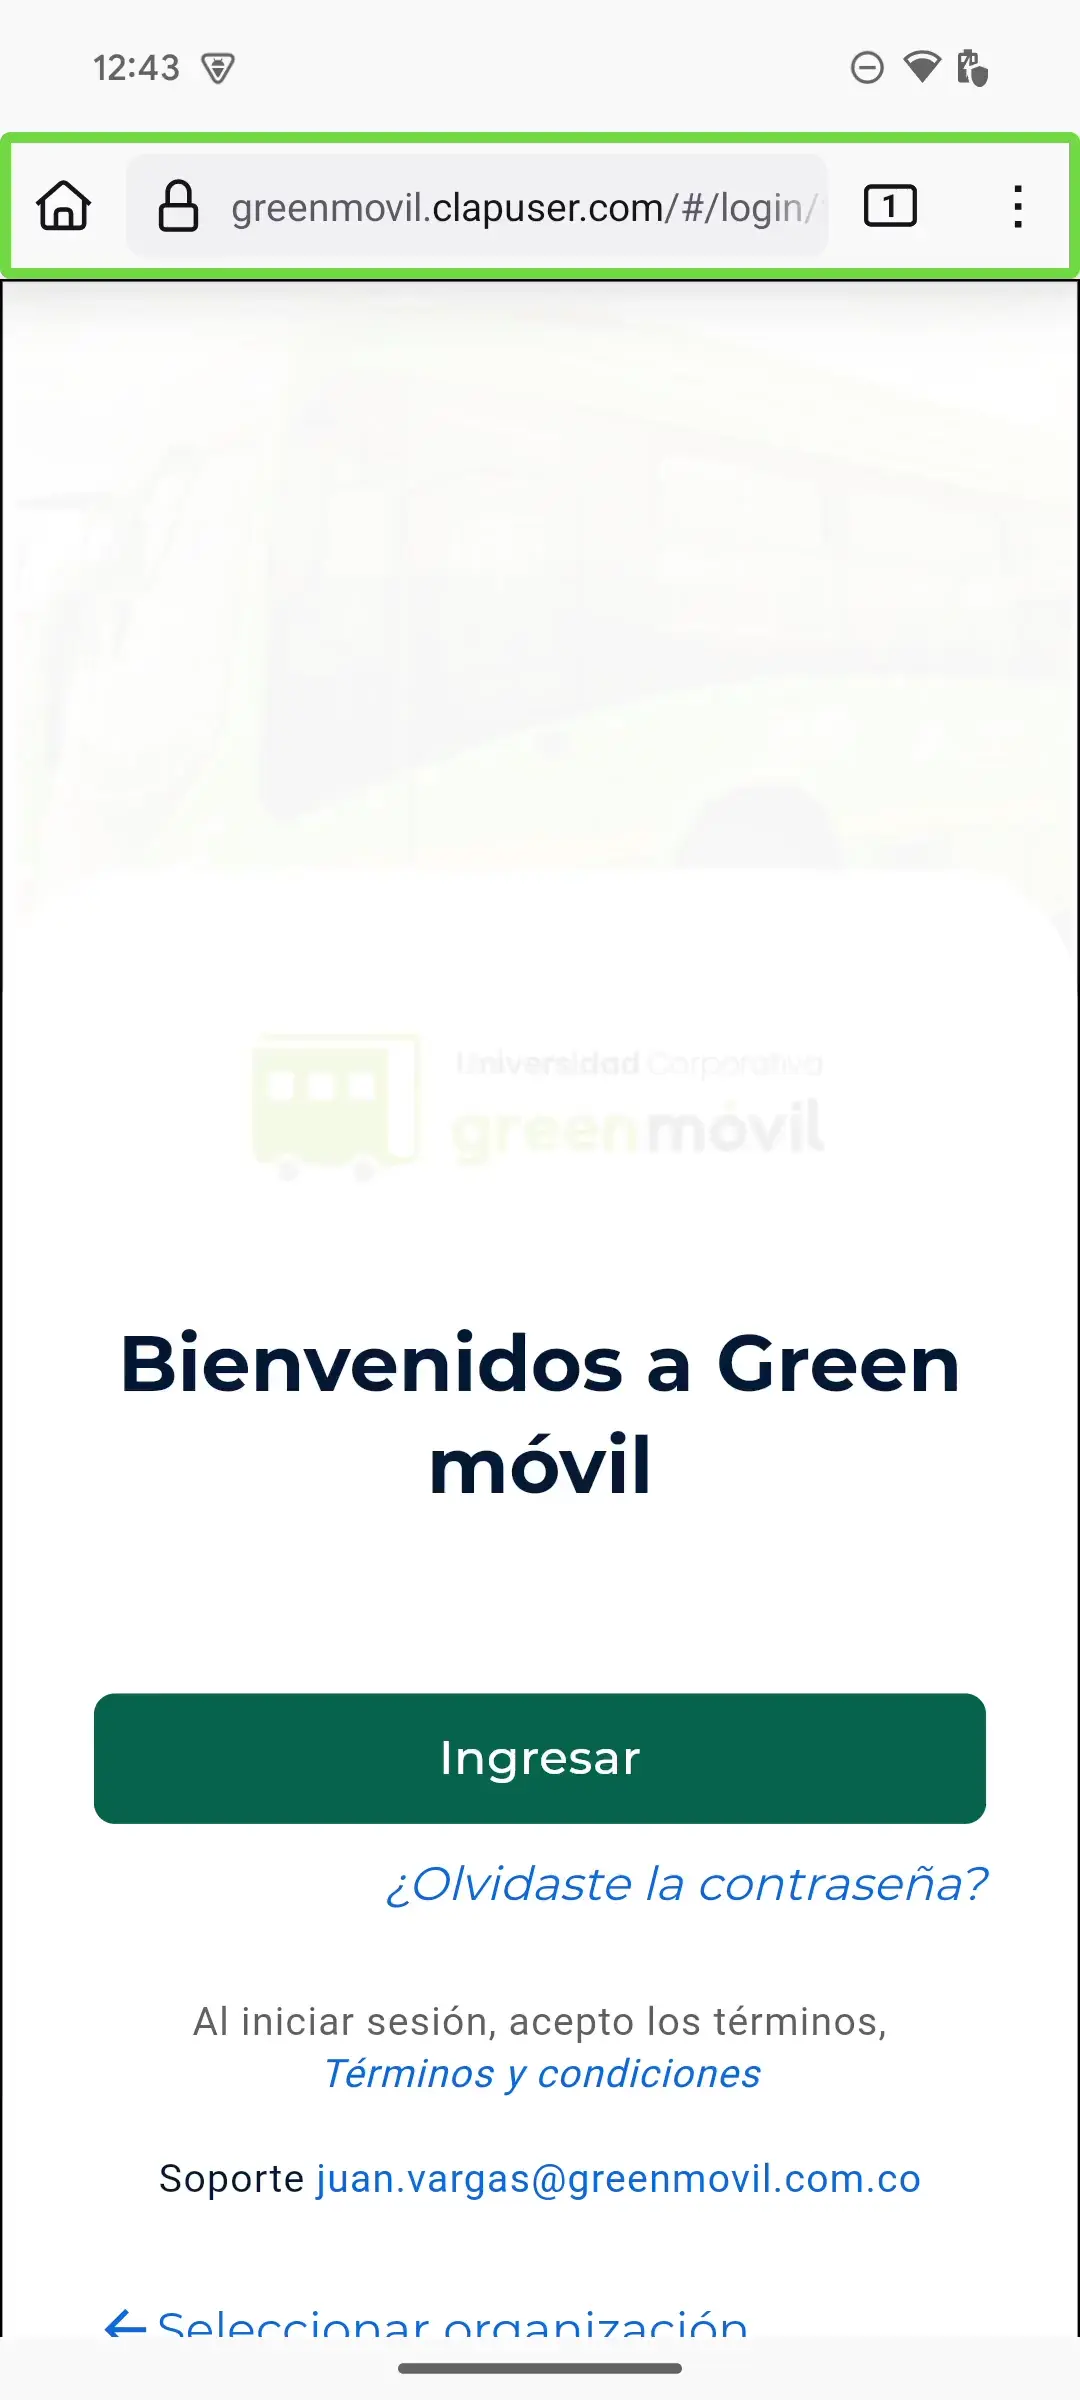 12:43
greenmovil.clapuser.com/#/login/
1
Universidad Corporativa
greenmóvil
Bienvenidos a Green
móvil
Ingresar
¿Olvidaste la contraseña?
Al iniciar sesión, acepto los términos,
Términos y condiciones
Soporte juan.vargas@greenmovil.com.co
← Seleccionar organización